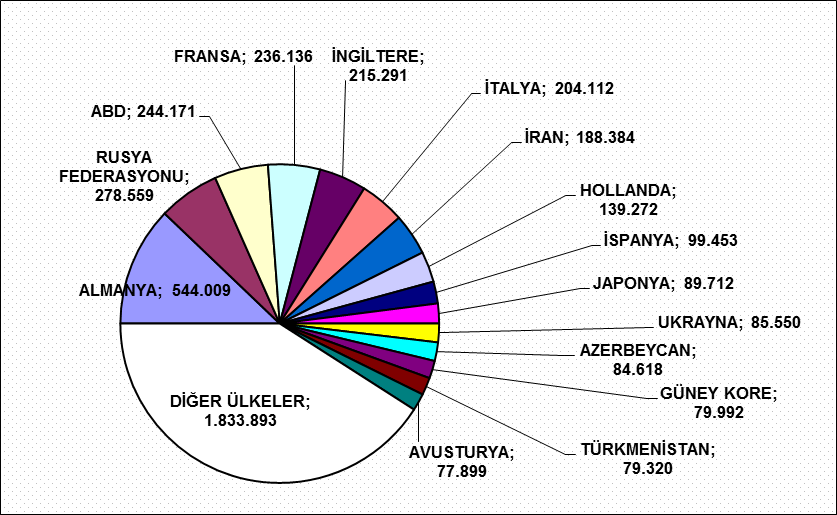 FRANSA; 236.136
İNGİLTERE;
215.291
İTALYA; 204.112
ABD; 244.171
İRAN; 188.384
RUSYA
FEDERASYONU;
278.559
HOLLANDA;
139.272
İSPANYA; 99.453
ALMANYA; 544.009
JAPONYA; 89.712
UKRAYNA; 85.550
AZERBEYCAN;
84.618
GÜNEY KORE;
79.992
DİĞER ÜLKELER;
1.833.893
AVUSTURYA;
77.899
TÜRKMENİSTAN;
79.320